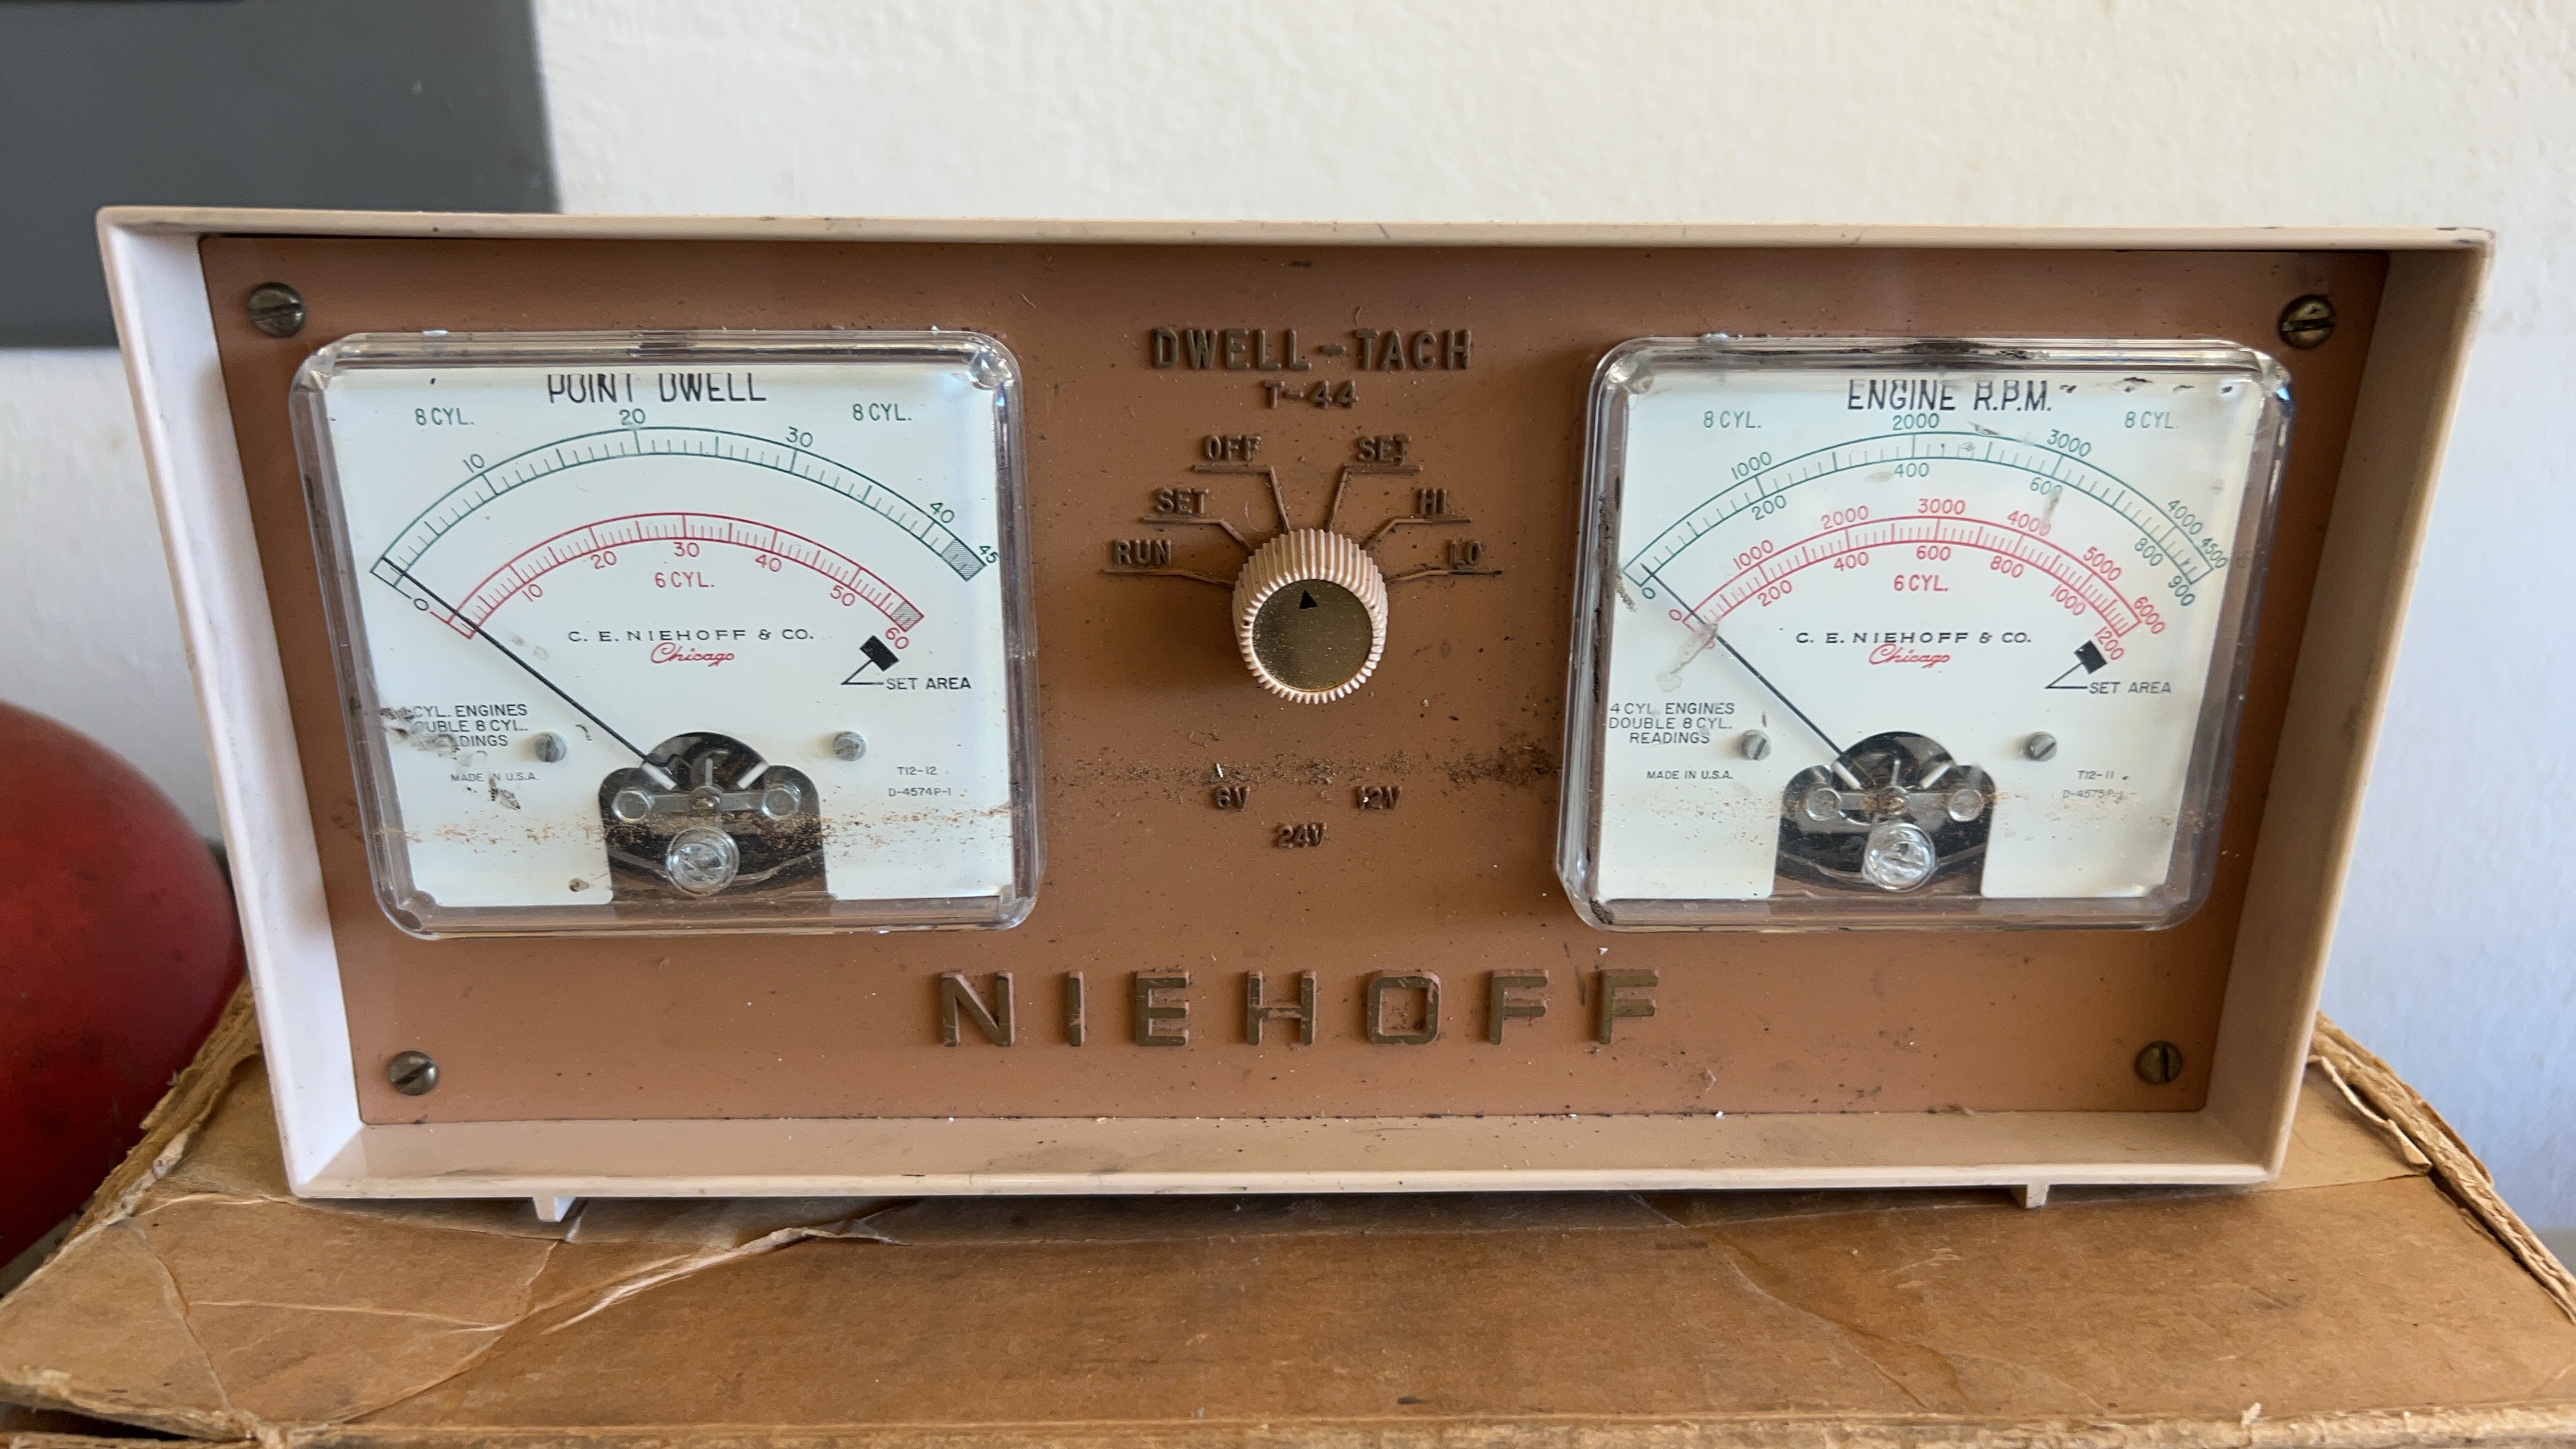 POINT DWELL
8 CYL.
8 CYL.
10 20 30 40 45
0 10 20 30 40 50 60
6 CYL.
C. E. NIEHOFF & CO.
Chicago
SET AREA
CYL. ENGINES
8 CYL.
MADE IN U.S.A.
T12-12
D-4574P-1
DWELL-TACH
T-44
OFF SET
SET HI
RUN LO
6V 12V
24V
ENGINE R.P.M.
8 CYL.
8 CYL.
1000 2000 3000 4000 4500
0 200 400 600 800 900
0 1000 2000 3000 4000 5000 6000
200 400 600 800 1000 1200
6 CYL.
C. E. NIEHOFF & CO.
Chicago
SET AREA
4 CYL. ENGINES
DOUBLE 8 CYL.
READINGS
MADE IN U.S.A.
T12-11
D-4575P-1
NIEHOFF